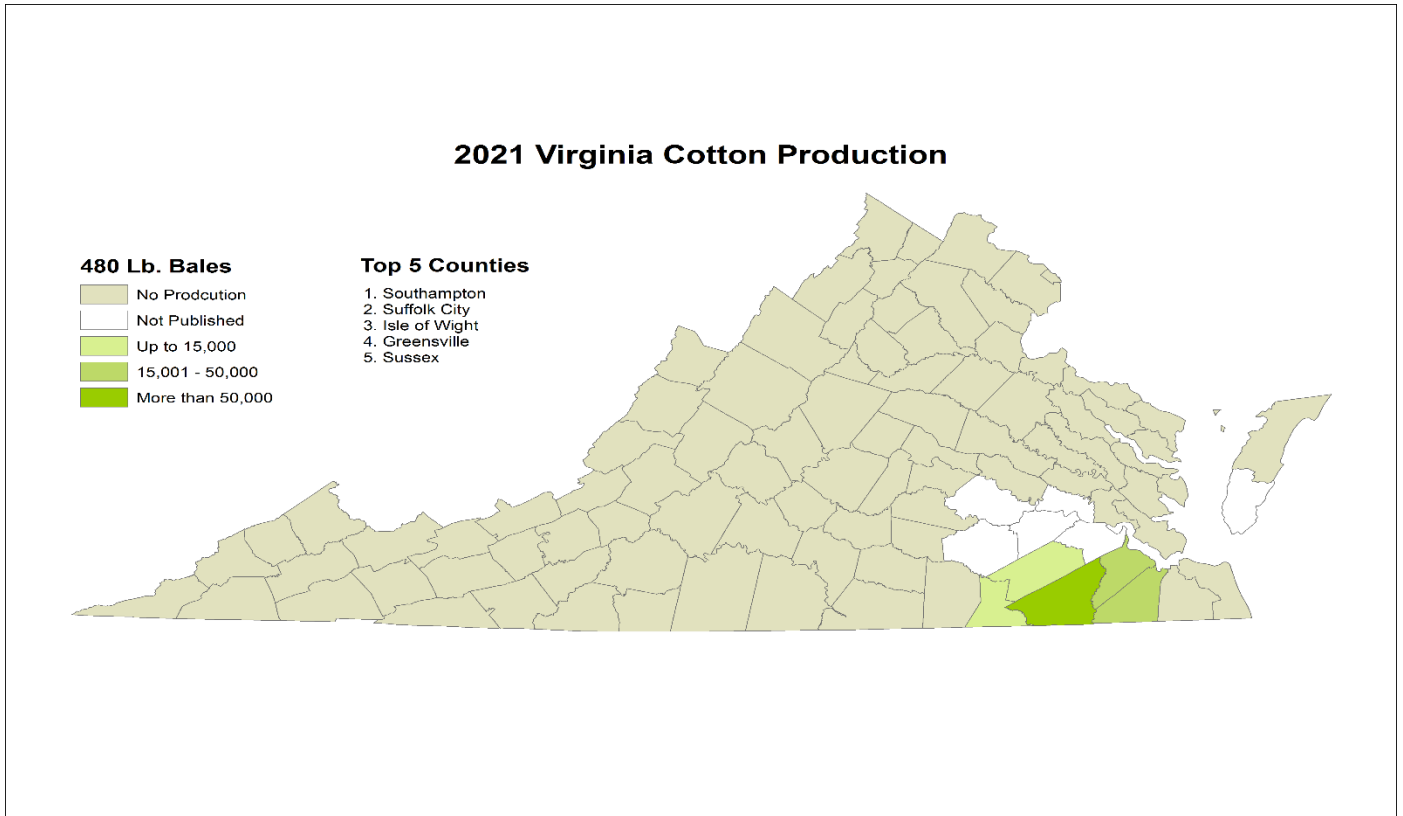 2021 Virginia Cotton Production
480 Lb. Bales
No Prodcution
Not Published
Up to 15,000
15,001 - 50,000
More than 50,000
Top 5 Counties
1. Southampton
2. Suffolk City
3. Isle of Wight
4. Greensville
5. Sussex